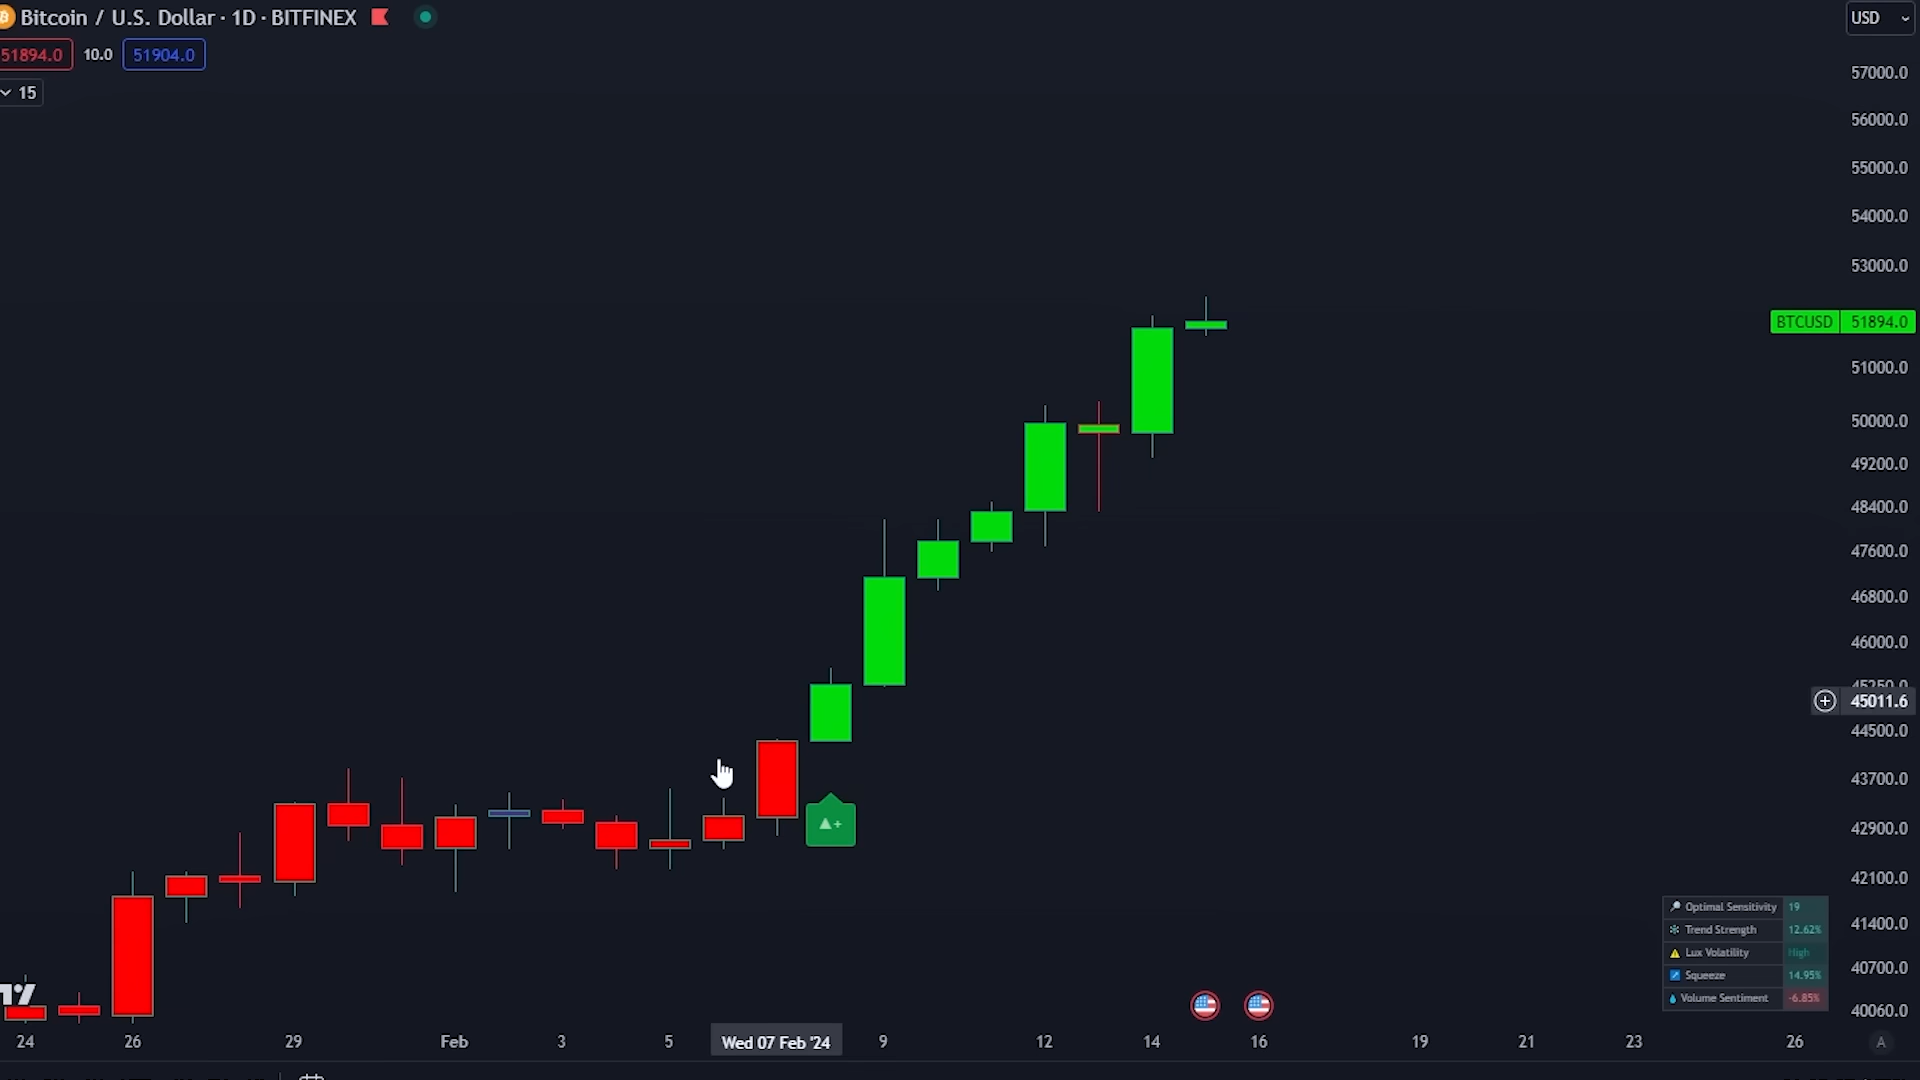 Bitcoin / U.S. Dollar · 1D · BITFINEX
USD
51894.0 10.0 51904.0
15
57000.0
56000.0
55000.0
54000.0
53000.0
BTCUSD 51894.0
51000.0
50000.0
49200.0
48400.0
47600.0
46800.0
46000.0
45250.0
45011.6
44500.0
43700.0
42900.0
42100.0
41400.0
40700.0
40060.0
Optimal Sensitivity 19
Trend Strength 12.62%
Lux Volatility High
Squeeze 14.95%
Volume Sentiment -6.85%
24 26 29 Feb 3 5 Wed 07 Feb '24 9 12 14 16 19 21 23 26 A